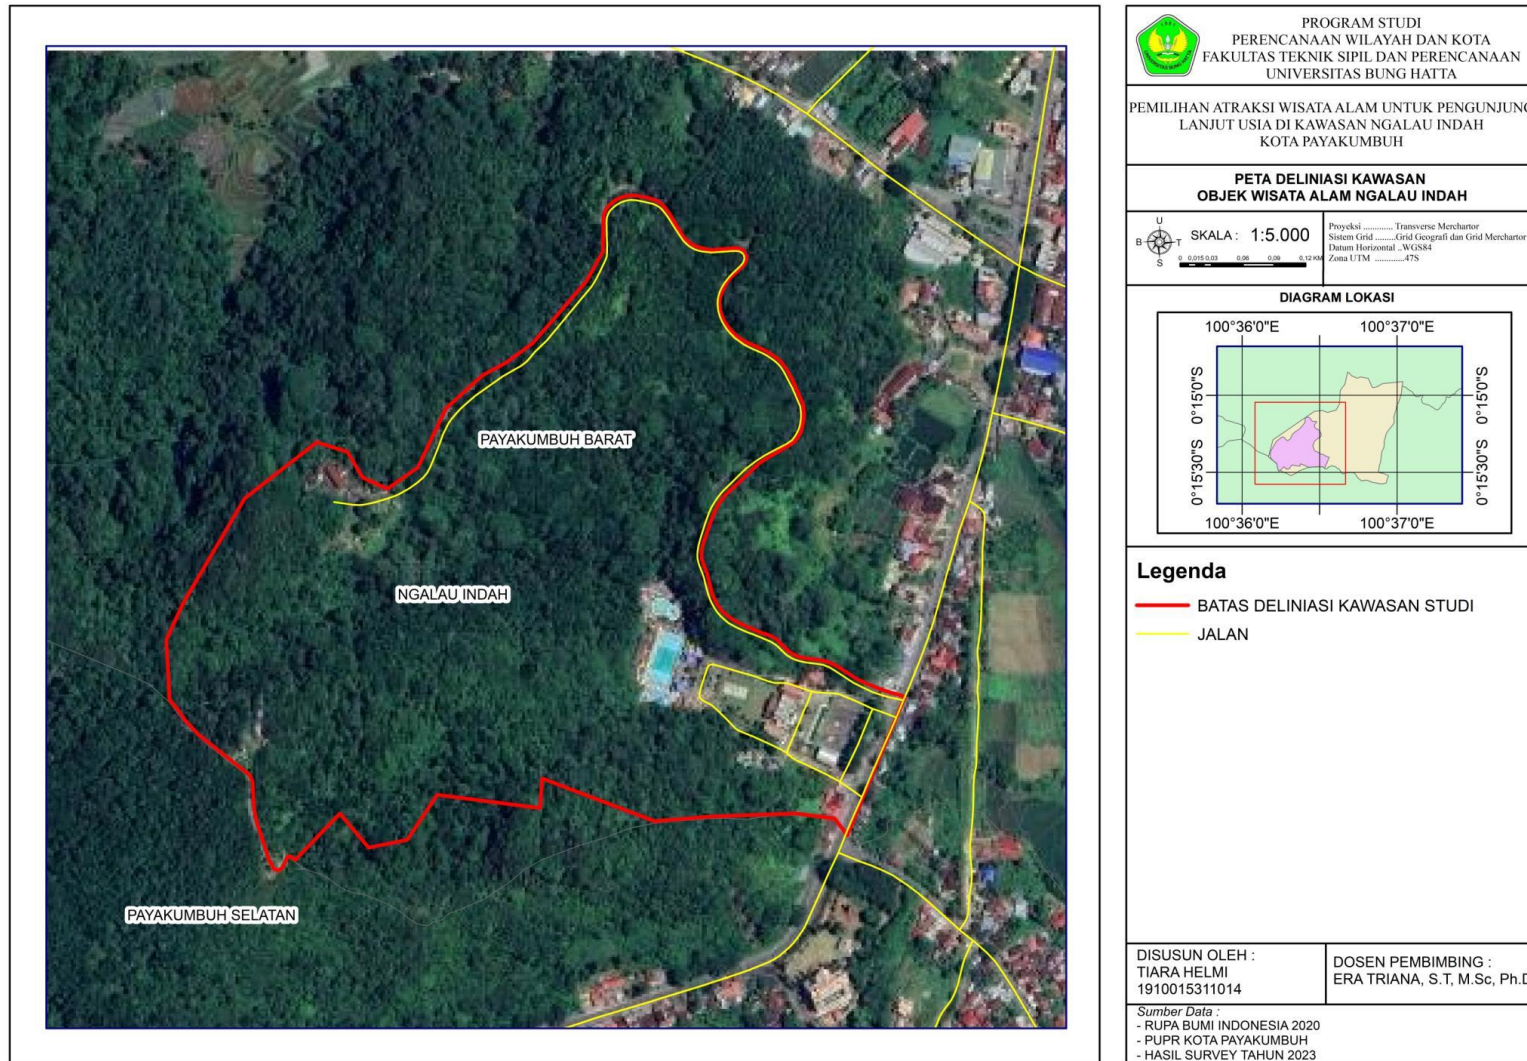 PROGRAM STUDI
PERENCANAAN WILAYAH DAN KOTA
FAKULTAS TEKNIK SIPIL DAN PERENCANAAN
UNIVERSITAS BUNG HATTA
PEMILIHAN ATRAKSI WISATA ALAM UNTUK PENGUNJUNG
LANJUT USIA DI KAWASAN NGALAU INDAH
KOTA PAYAKUMBUH
PETA DELINIASI KAWASAN
OBJEK WISATA ALAM NGALAU INDAH
U
B T
S
SKALA : 1:5.000
0 0,015 0,03 0,06 0,09 0,12 KM
Proyeksi ............. Transverse Merchartor
Sistem Grid ........Grid Geografi dan Grid Merchartor
Datum Horizontal ..WGS84
Zona UTM ............47S
DIAGRAM LOKASI
100°36'0"E 100°37'0"E
0°15'0"S 0°15'0"S
0°15'30"S 0°15'30"S
100°36'0"E 100°37'0"E
Legenda
BATAS DELINIASI KAWASAN STUDI
JALAN
PAYAKUMBUH BARAT
NGALAU INDAH
PAYAKUMBUH SELATAN
DISUSUN OLEH :
TIARA HELMI
1910015311014
DOSEN PEMBIMBING :
ERA TRIANA, S.T, M.Sc, Ph.D
Sumber Data :
- RUPA BUMI INDONESIA 2020
- PUPR KOTA PAYAKUMBUH
- HASIL SURVEY TAHUN 2023